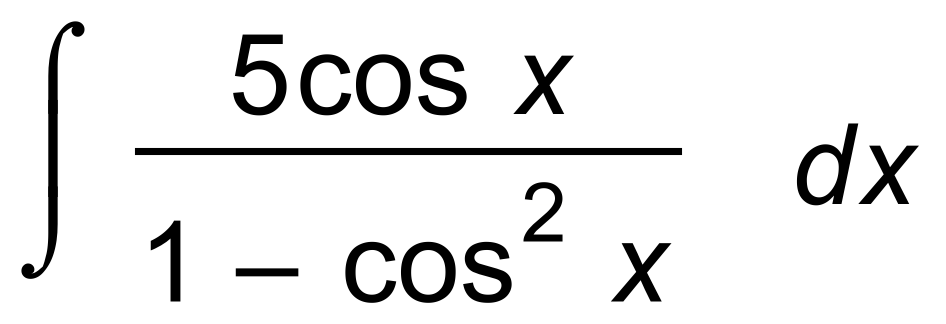 ∫ 5cos x / 1 − cos² x dx